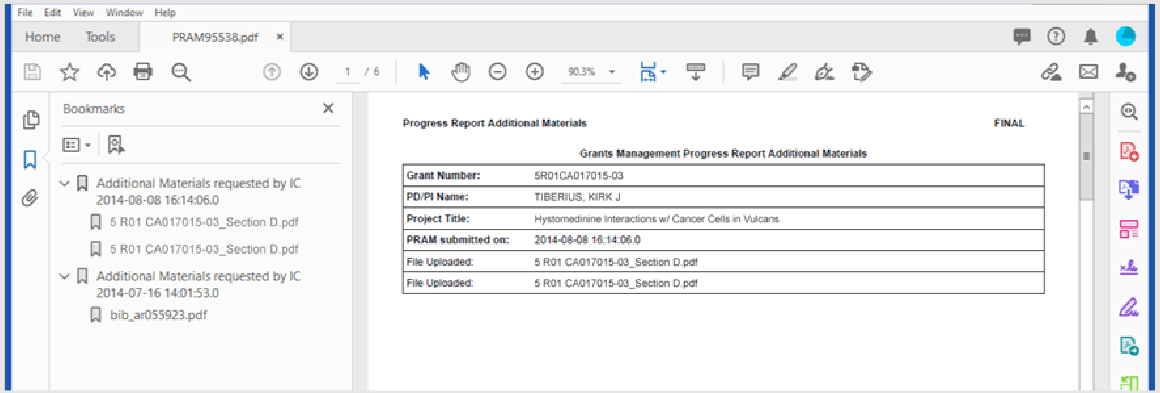 File Edit View Window Help
Home Tools PRAM95538.pdf ×
1 / 6 90.3%
Bookmarks
Additional Materials requested by IC
2014-08-08 16:14:06.0
5 R01 CA017015-03_Section D.pdf
5 R01 CA017015-03_Section D.pdf
Additional Materials requested by IC
2014-07-16 14:01:53.0
bib_ar055923.pdf
Progress Report Additional Materials FINAL
Grants Management Progress Report Additional Materials
Grant Number: 5R01CA017015-03
PD/PI Name: TIBERIUS, KIRK J
Project Title: Hystomedinine Interactions w/ Cancer Cells in Vulcans
PRAM submitted on: 2014-08-08 16:14:06.0
File Uploaded: 5 R01 CA017015-03_Section D.pdf
File Uploaded: 5 R01 CA017015-03_Section D.pdf